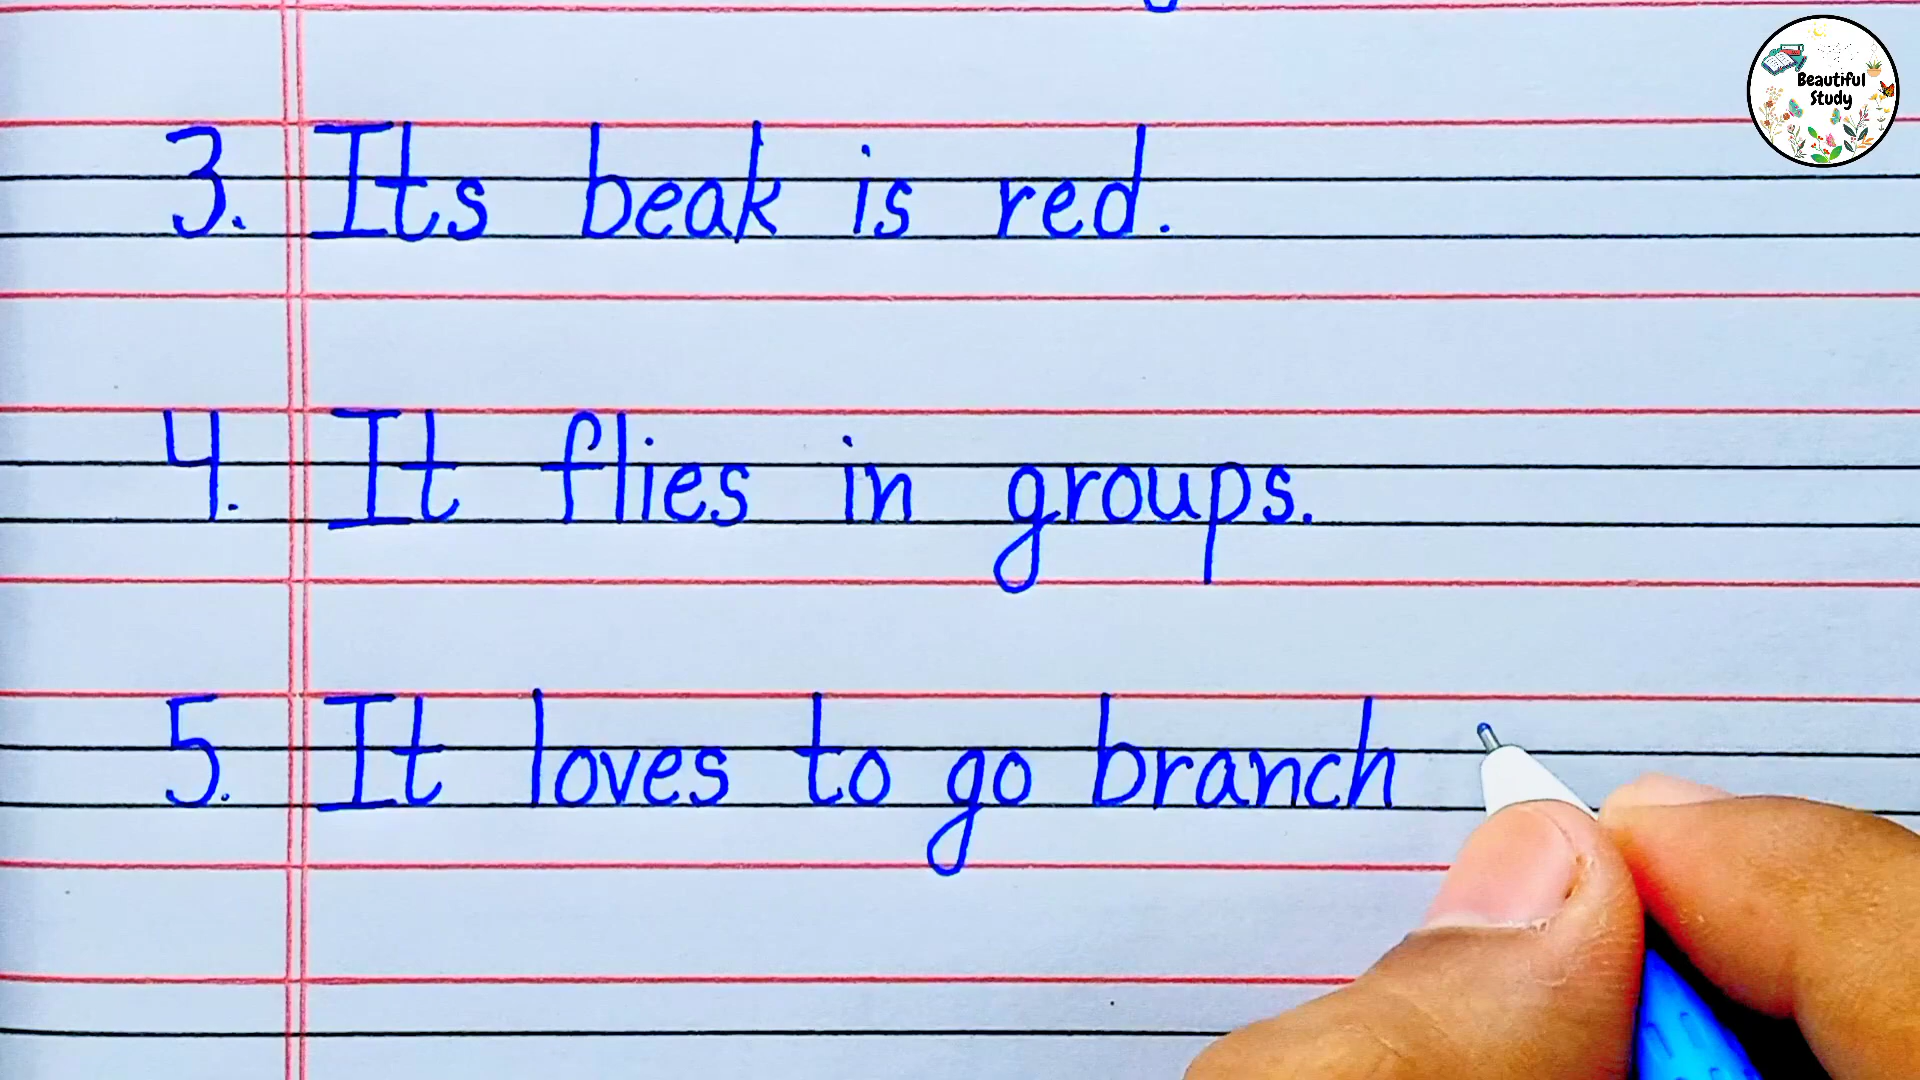 Beautiful
Study
3. Its beak is red.
4. It flies in groups.
5. It loves to go branch